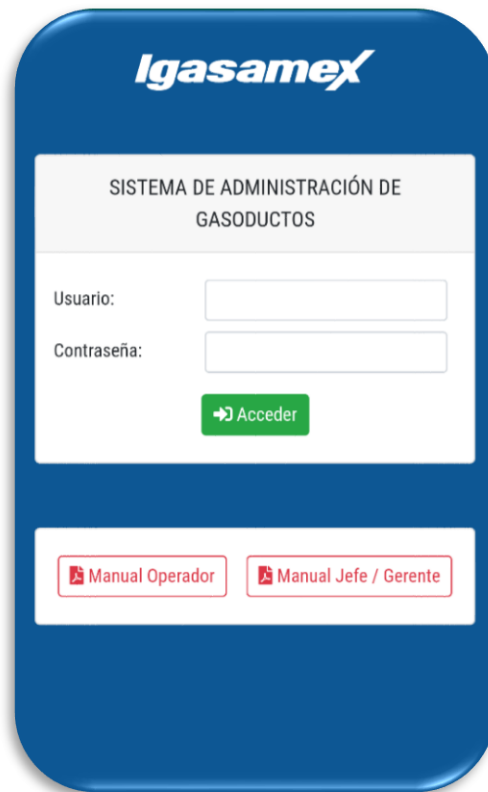 Igasamex
SISTEMA DE ADMINISTRACIÓN DE
GASODUCTOS
Usuario:
Contraseña:
Acceder
Manual Operador
Manual Jefe / Gerente